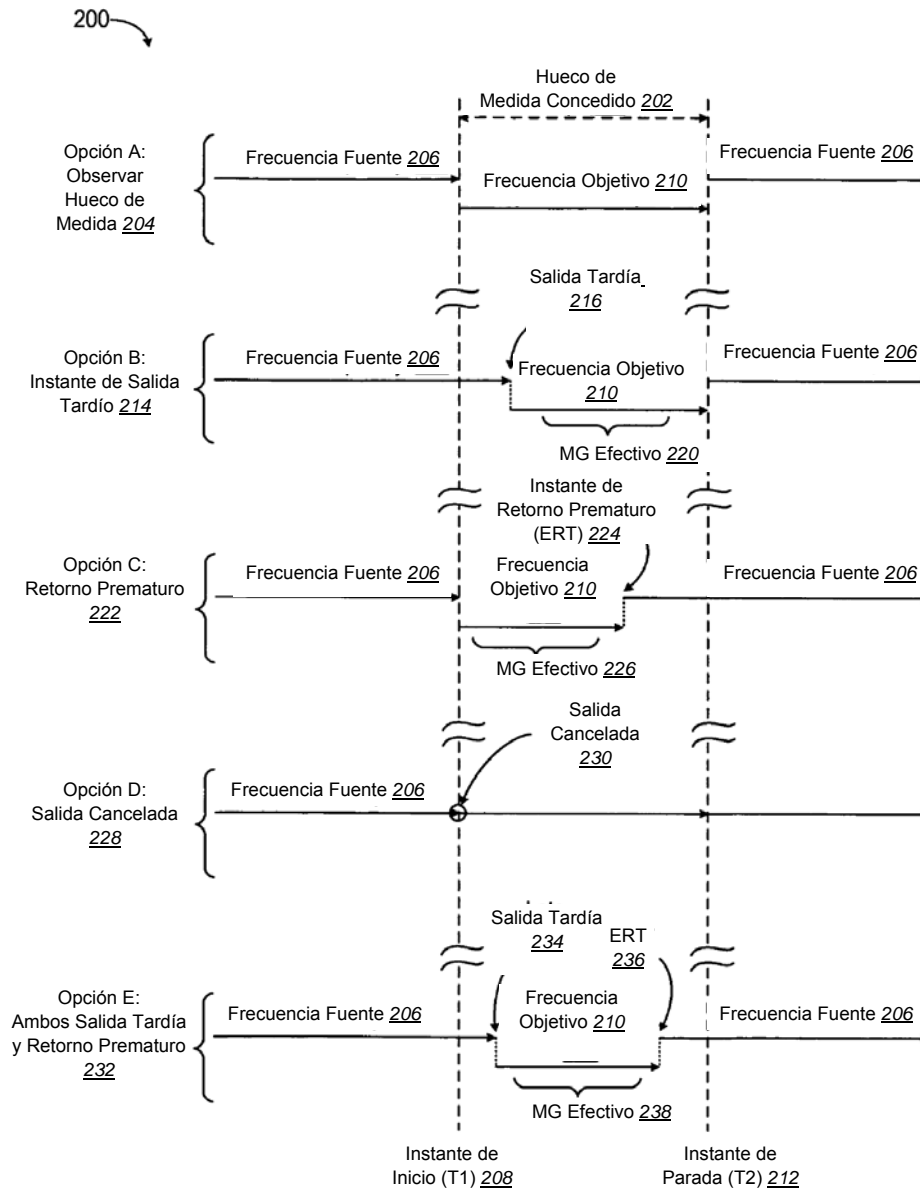 200
Hueco de
Medida Concedido 202
Opción A:
Observar
Hueco de
Medida 204
Frecuencia Fuente 206
Frecuencia Objetivo 210
Frecuencia Fuente 206
Salida Tardía
216
Opción B:
Instante de Salida
Tardío 214
Frecuencia Fuente 206
Frecuencia Objetivo
210
Frecuencia Fuente 206
MG Efectivo 220
Instante de
Retorno Prematuro
(ERT) 224
Opción C:
Retorno Prematuro
222
Frecuencia Fuente 206
Frecuencia
Objetivo 210
Frecuencia Fuente 206
MG Efectivo 226
Salida
Cancelada
230
Opción D:
Salida Cancelada
228
Frecuencia Fuente 206
Salida Tardía
234
ERT
236
Opción E:
Ambos Salida Tardía
y Retorno Prematuro
232
Frecuencia Fuente 206
Frecuencia
Objetivo 210
Frecuencia Fuente 206
MG Efectivo 238
Instante de
Inicio (T1) 208
Instante de
Parada (T2) 212